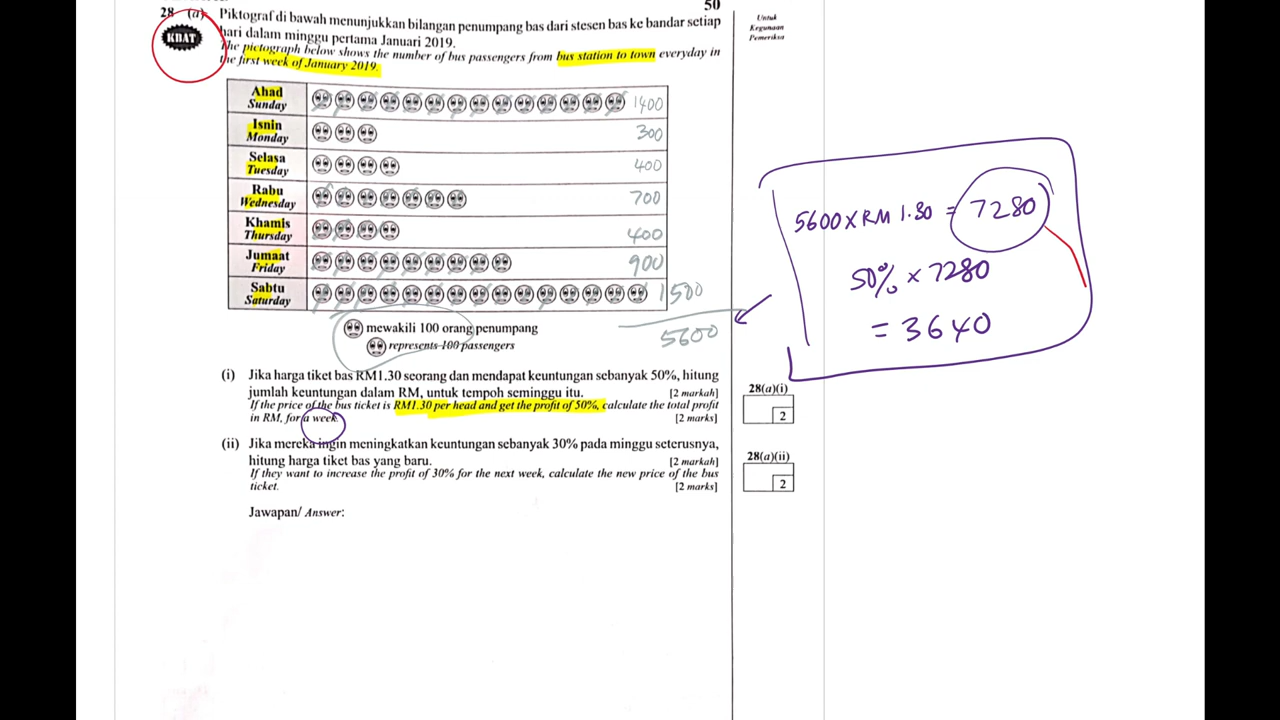 50
28 (a) Piktograf di bawah menunjukkan bilangan penumpang bas dari stesen bas ke bandar setiap
hari dalam minggu pertama Januari 2019.
KBAT
The pictograph below shows the number of bus passengers from bus station to town everyday in
the first week of January 2019.
Untuk
Kegunaan
Pemeriksa
Ahad
Sunday
1400
Isnin
Monday
300
Selasa
Tuesday
400
Rabu
Wednesday
700
Khamis
Thursday
400
Jumaat
Friday
900
Sabtu
Saturday
1500
5600
mewakili 100 orang penumpang
represents 100 passengers
5600 x RM 1.30 = 7280
50% x 7280
= 3640
(i) Jika harga tiket bas RM1.30 seorang dan mendapat keuntungan sebanyak 50%, hitung
jumlah keuntungan dalam RM, untuk tempoh seminggu itu. [2 markah]
If the price of the bus ticket is RM1.30 per head and get the profit of 50%, calculate the total profit
in RM, for a week. [2 marks]
28(a)(i)
2
(ii) Jika mereka ingin meningkatkan keuntungan sebanyak 30% pada minggu seterusnya,
hitung harga tiket bas yang baru. [2 markah]
If they want to increase the profit of 30% for the next week, calculate the new price of the bus
ticket. [2 marks]
28(a)(ii)
2
Jawapan/ Answer: